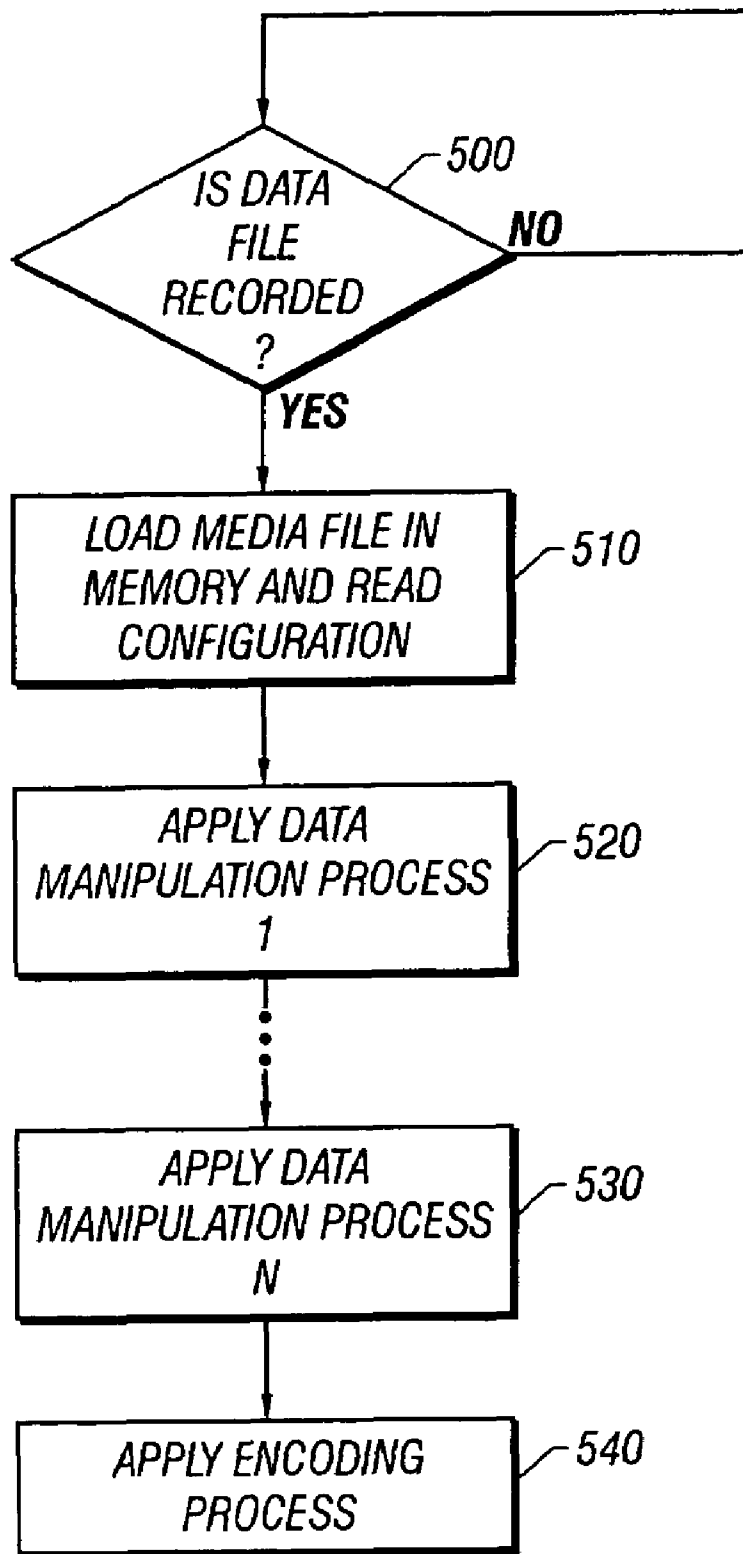 500
IS DATA
FILE
RECORDED
?
NO
YES
LOAD MEDIA FILE IN
MEMORY AND READ
CONFIGURATION
510
APPLY DATA
MANIPULATION PROCESS
1
520
APPLY DATA
MANIPULATION PROCESS
N
530
APPLY ENCODING
PROCESS
540